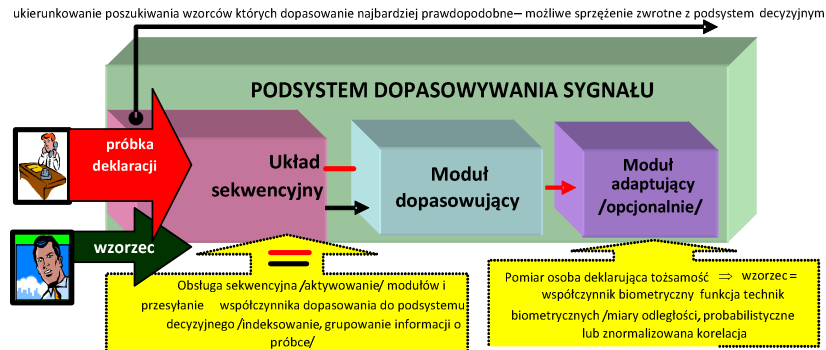 ukierunkowanie poszukiwania wzorców których dopasowanie najbardziej prawdopodobne – możliwe sprzężenie zwrotne z podsystem decyzyjnym
PODSYSTEM DOPASOWYWANIA SYGNAŁU
próbka
deklaracji
wzorzec
Układ
sekwencyjny
Moduł
dopasowujący
Moduł
adaptujący
/opcjonalnie/
Obsługa sekwencyjna /aktywowanie/ modułów i
przesyłanie współczynnika dopasowania do podsystemu
decyzyjnego /indeksowanie, grupowanie informacji o
próbce/
Pomiar osoba deklarująca tożsamość ⇒ wzorzec =
współczynnik biometryczny funkcja technik
biometrycznych /miary odległości, probabilistyczne
lub znormalizowana korelacja